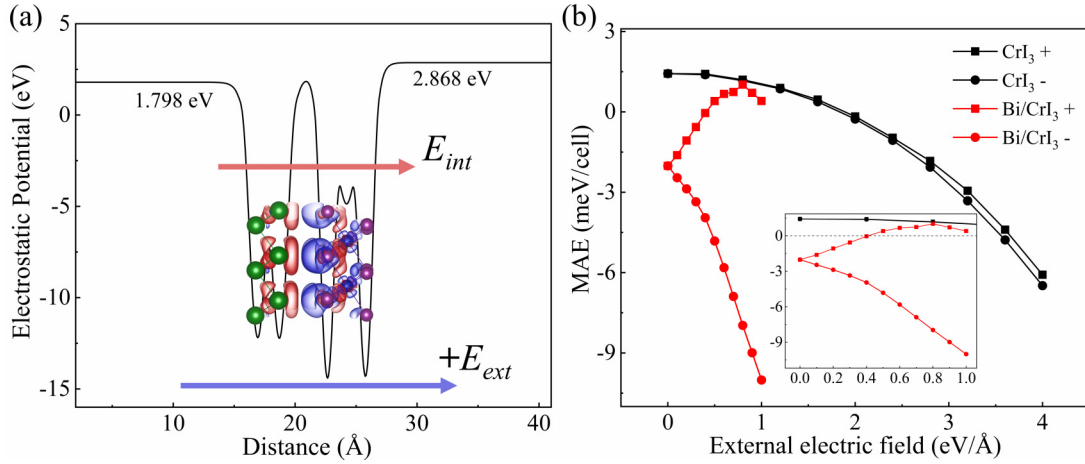 (a)
5
0
-5
-10
-15
Electrostatic Potential (eV)
1.798 eV
2.868 eV
E_int
+E_ext
10
20
30
40
Distance (Å)
(b)
3
0
-3
-6
-9
MAE (meV/cell)
CrI₃ +
CrI₃ -
Bi/CrI₃ +
Bi/CrI₃ -
0
-3
-6
-9
0.0 0.2 0.4 0.6 0.8 1.0
0
1
2
3
4
External electric field (eV/Å)